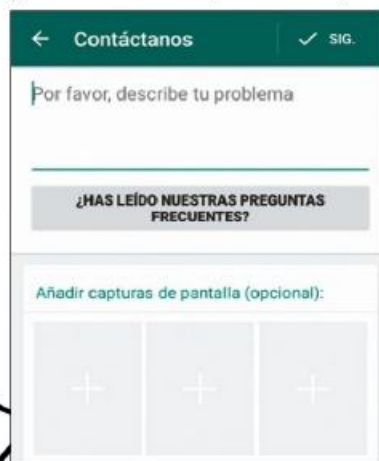 Contáctanos
SIG.
Por favor, describe tu problema
¿HAS LEÍDO NUESTRAS PREGUNTAS
FRECUENTES?
Añadir capturas de pantalla (opcional):